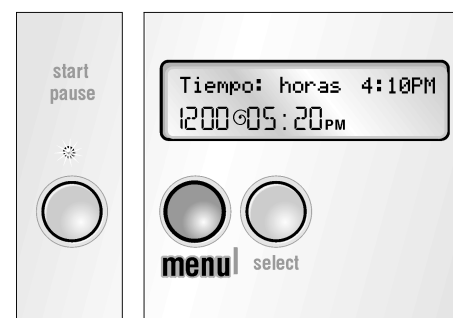 start
pause
Tiempo: horas 4:10PM
1200 05:20PM
menu
select